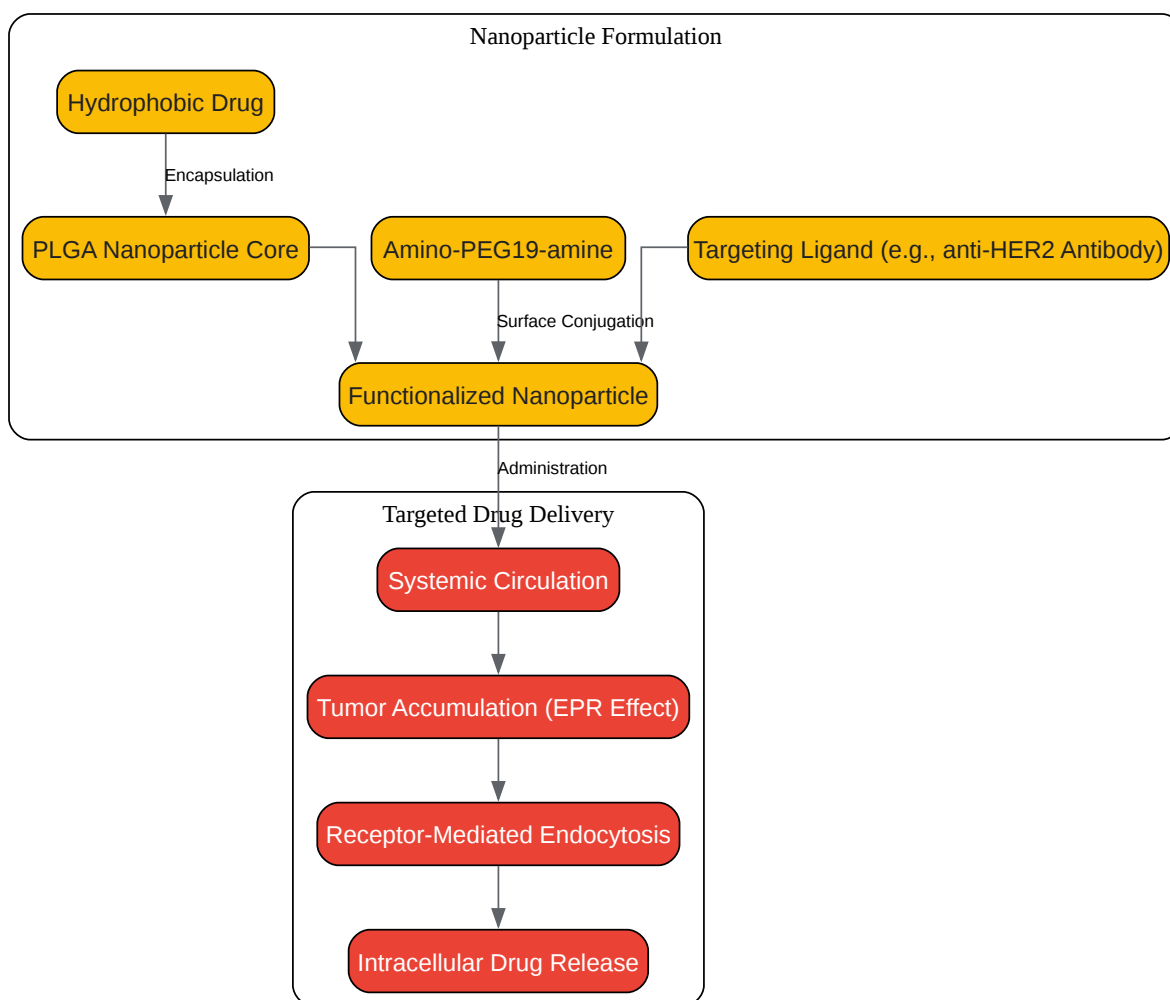 Nanoparticle Formulation
Hydrophobic Drug
Encapsulation
PLGA Nanoparticle Core
Amino-PEG19-amine
Targeting Ligand (e.g., anti-HER2 Antibody)
Surface Conjugation
Functionalized Nanoparticle
Administration
Targeted Drug Delivery
Systemic Circulation
Tumor Accumulation (EPR Effect)
Receptor-Mediated Endocytosis
Intracellular Drug Release